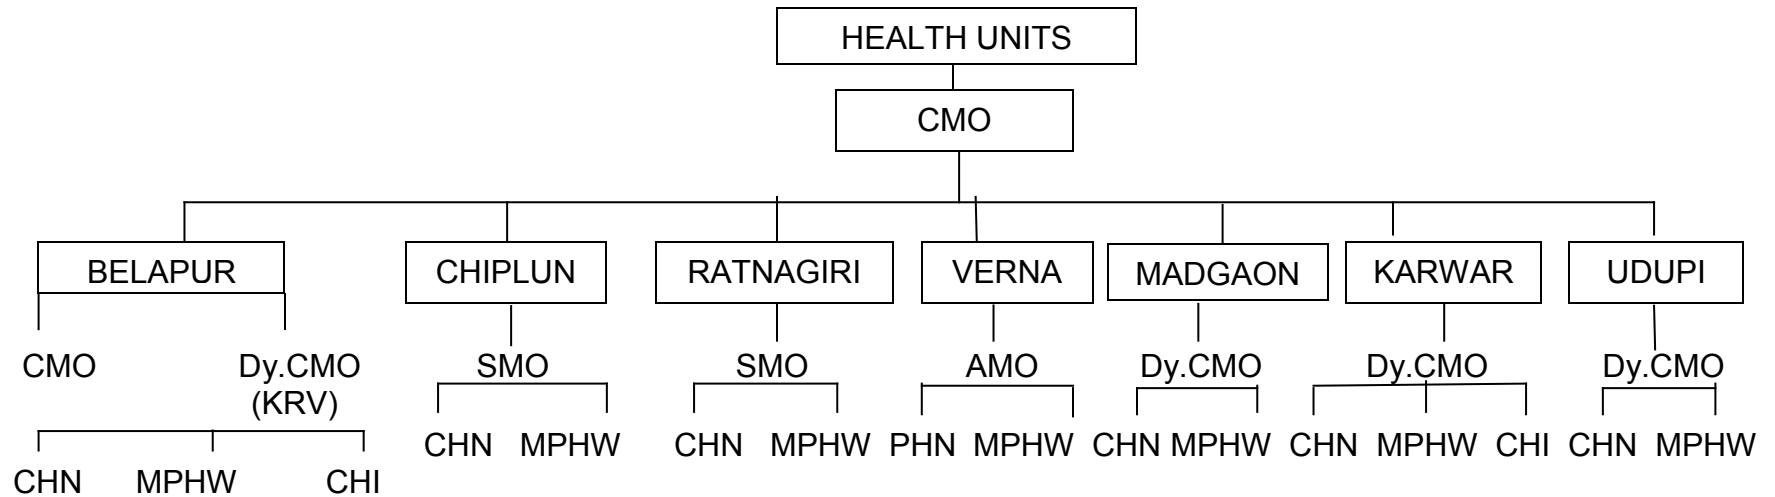 HEALTH UNITS
CMO
BELAPUR CHIPLUN RATNAGIRI VERNA MADGAON KARWAR UDUPI
CMO Dy.CMO SMO SMO AMO Dy.CMO Dy.CMO Dy.CMO
(KRV)
CHN MPHW CHN MPHW PHN MPHW CHN MPHW CHN MPHW CHI CHN MPHW
CHN MPHW CHI